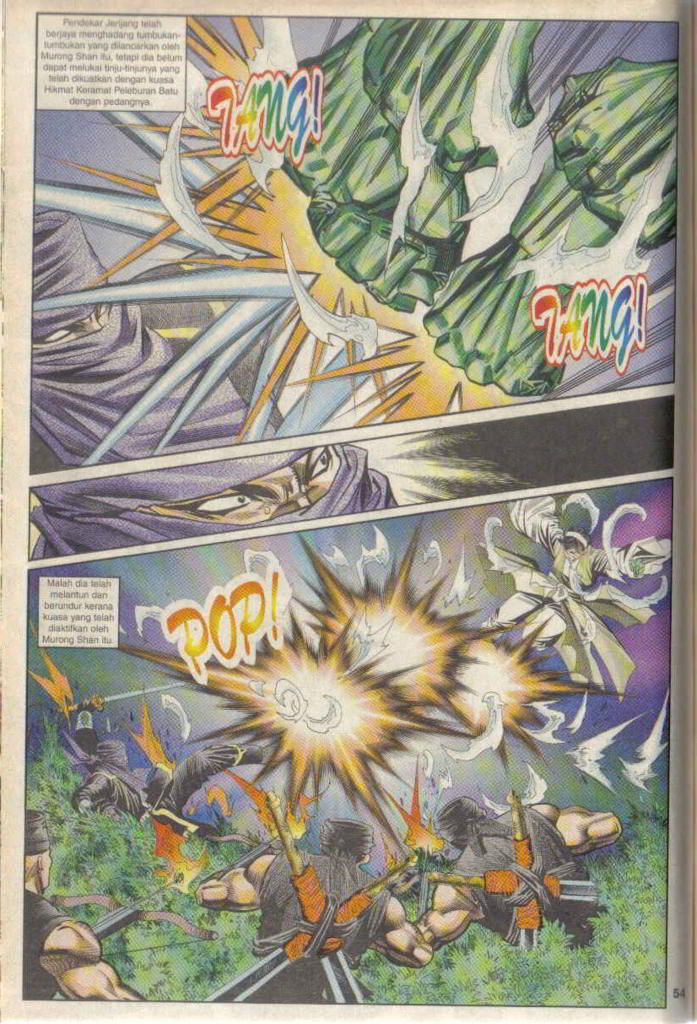 Pendekar Jerijang telah
berjaya menghadang tumbukan-
tumbukan yang dilancarkan oleh
Murong Shan itu, tetapi dia belum
dapat melukai tinju-tinjunya yang
telah dikuatkan dengan kuasa
Hikmat Keramat Peleburan Batu
dengan pedangnya.
TANG!
TANG!
Malah dia telah
melantun dan
berundur kerana
kuasa yang telah
diaktifkan oleh
Murong Shan itu.
POP!
54